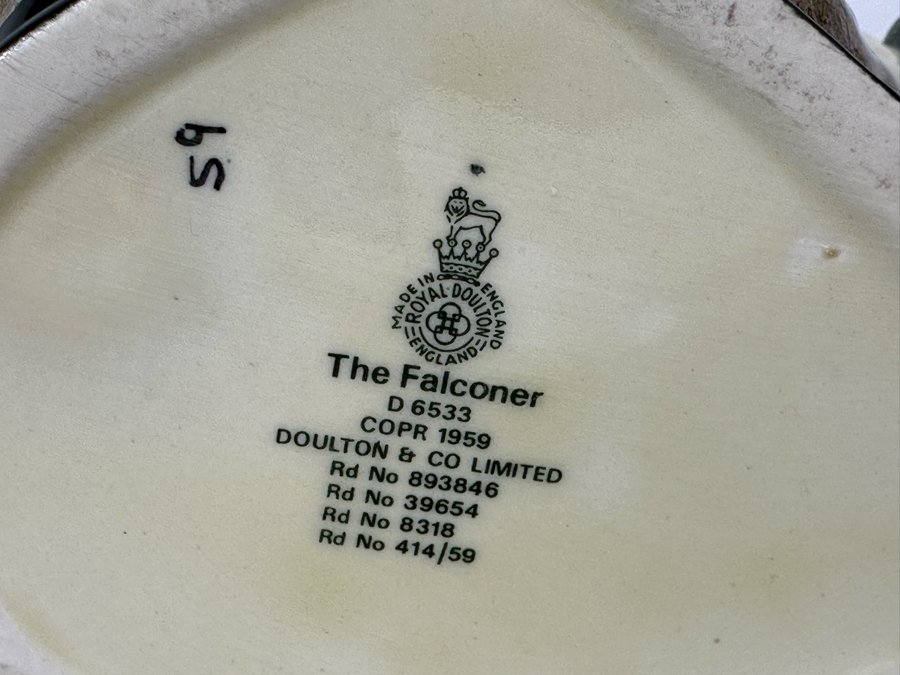 59
MADE IN ENGLAND
ROYAL DOULTON
ENGLAND
The Falconer
D 6533
COPR 1959
DOULTON & CO LIMITED
Rd No 893846
Rd No 39654
Rd No 8318
Rd No 414/59